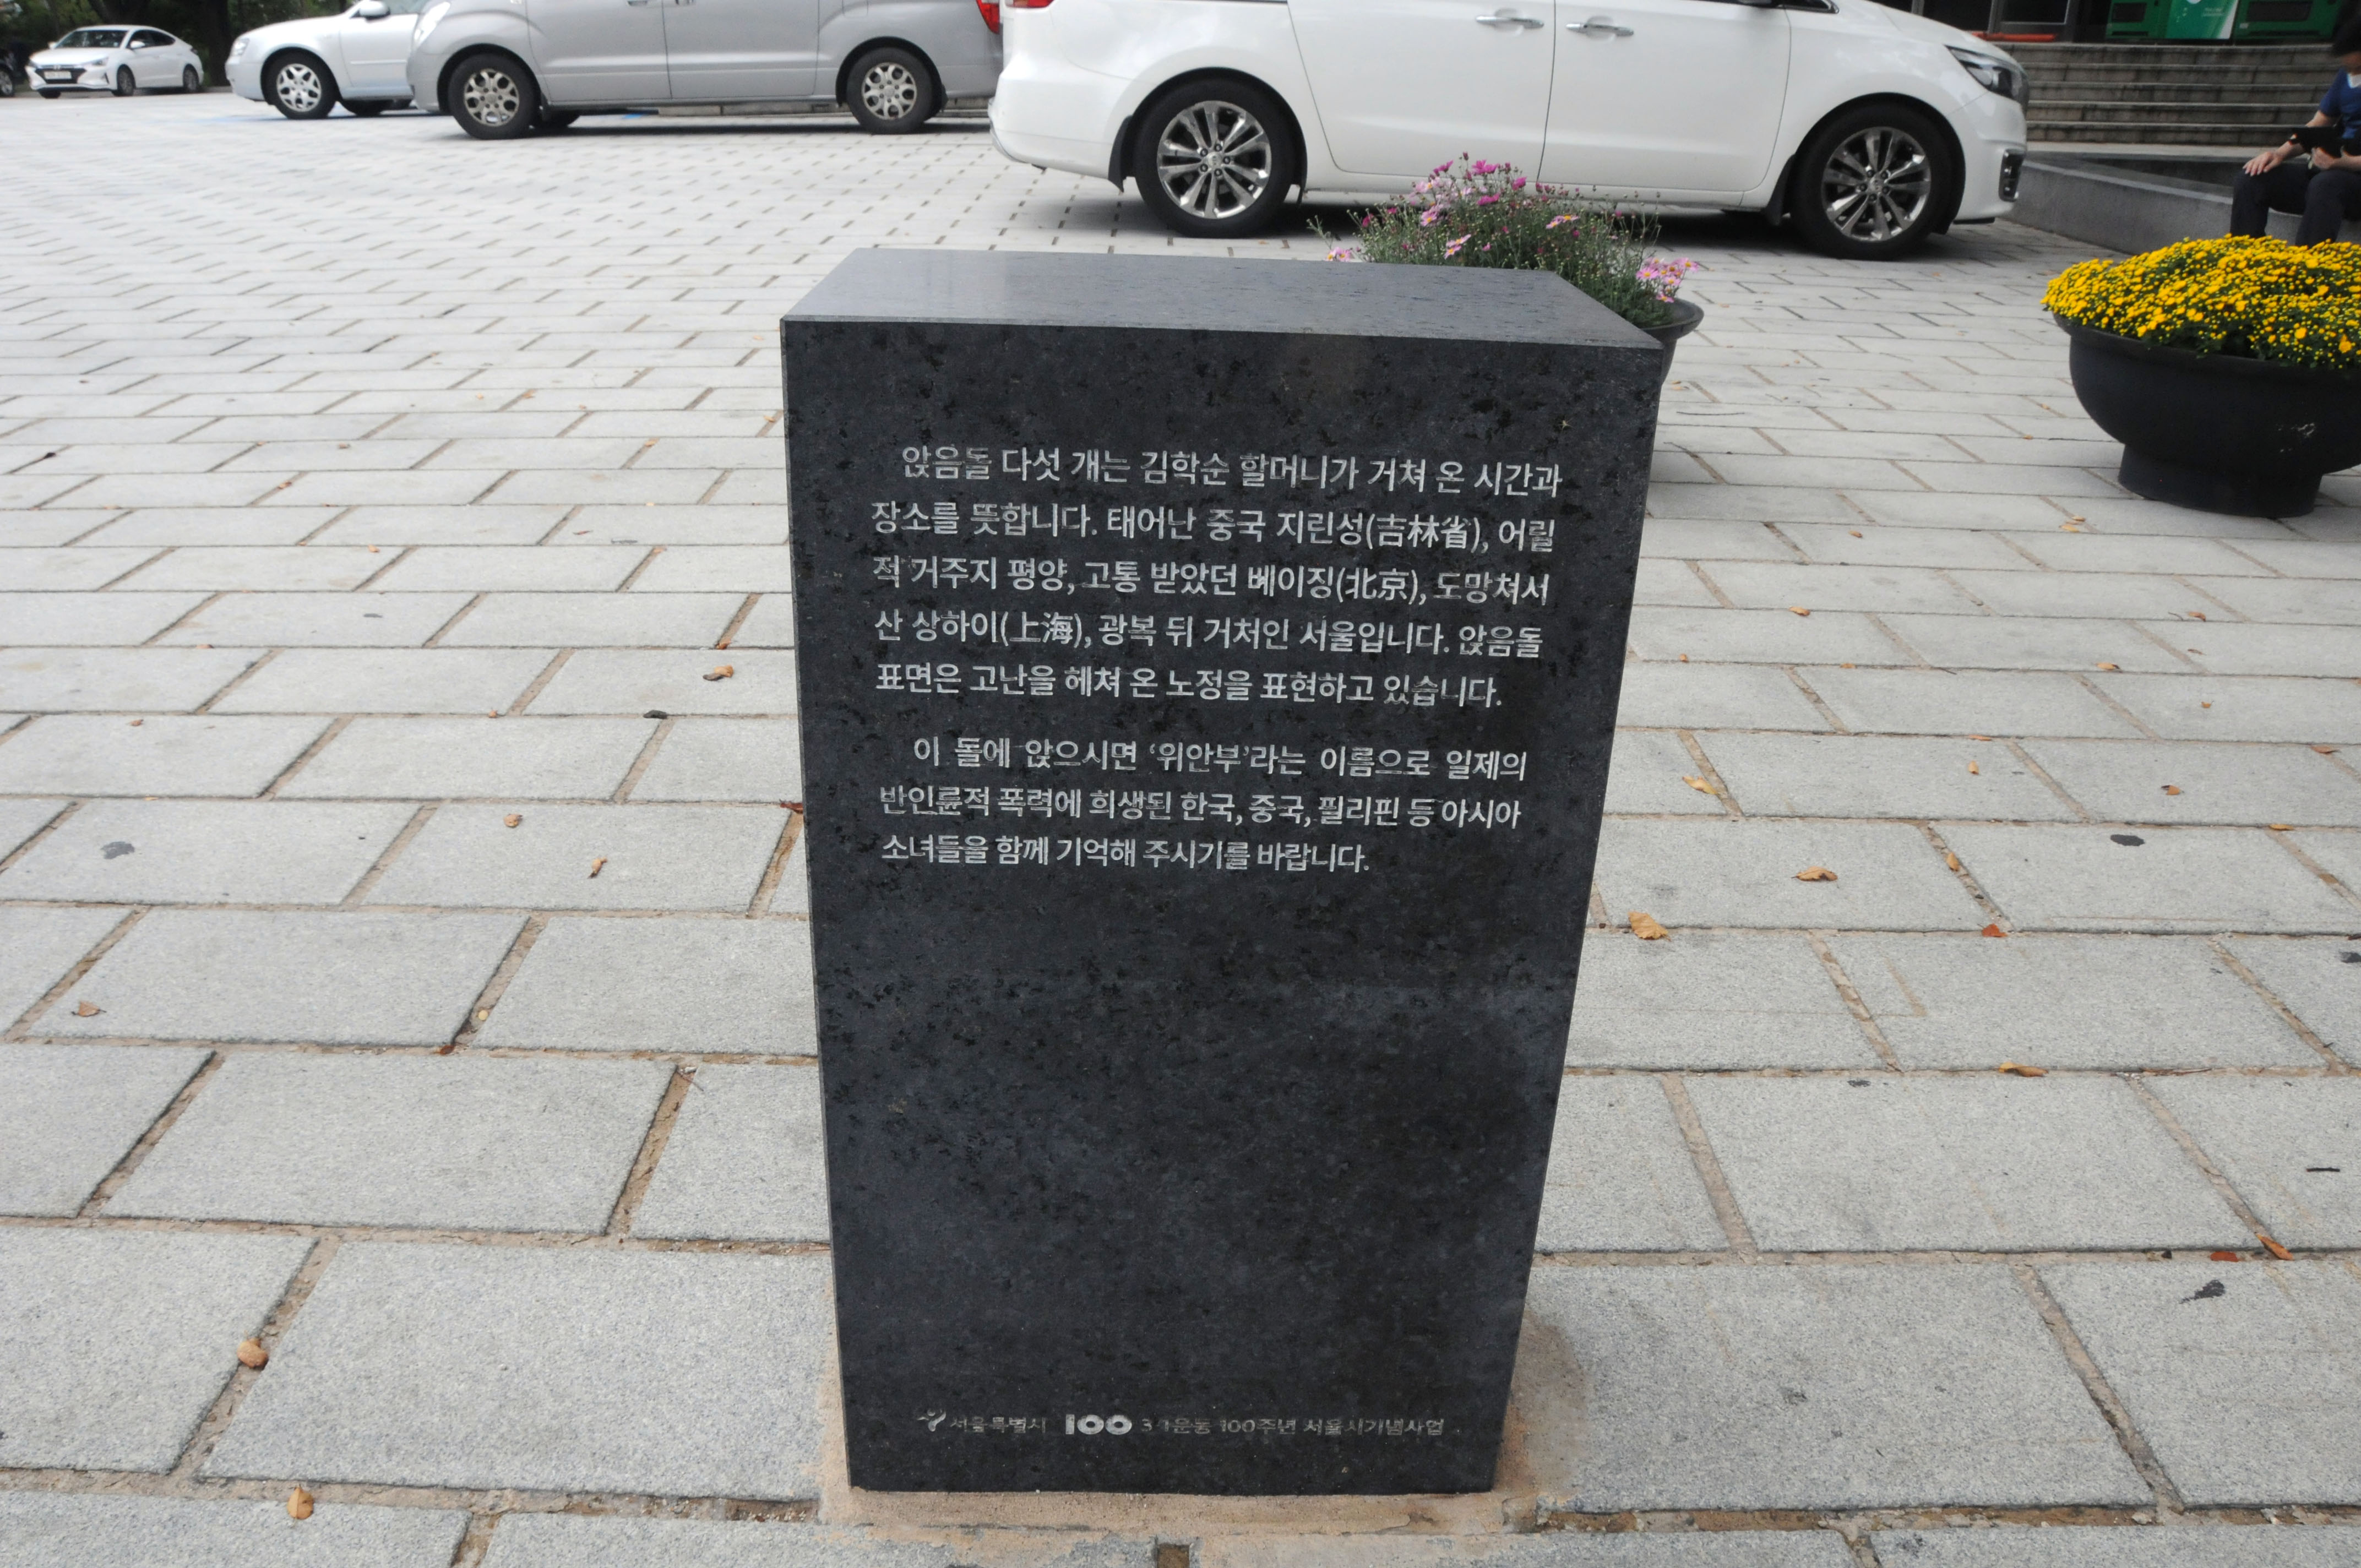 앉음돌 다섯 개는 김학순 할머니가 거쳐 온 시간과
장소를 뜻합니다. 태어난 중국 지린성(吉林省), 어릴
적 거주지 평양, 고통 받았던 베이징(北京), 도망쳐서
산 상하이(上海), 광복 뒤 거처인 서울입니다. 앉음돌
표면은 고난을 헤쳐 온 노정을 표현하고 있습니다.
이 돌에 앉으시면 ‘위안부’라는 이름으로 일제의
반인륜적 폭력에 희생된 한국, 중국, 필리핀 등 아시아
소녀들을 함께 기억해 주시기를 바랍니다.
서울특별시 100 3·1운동 100주년 서울시기념사업